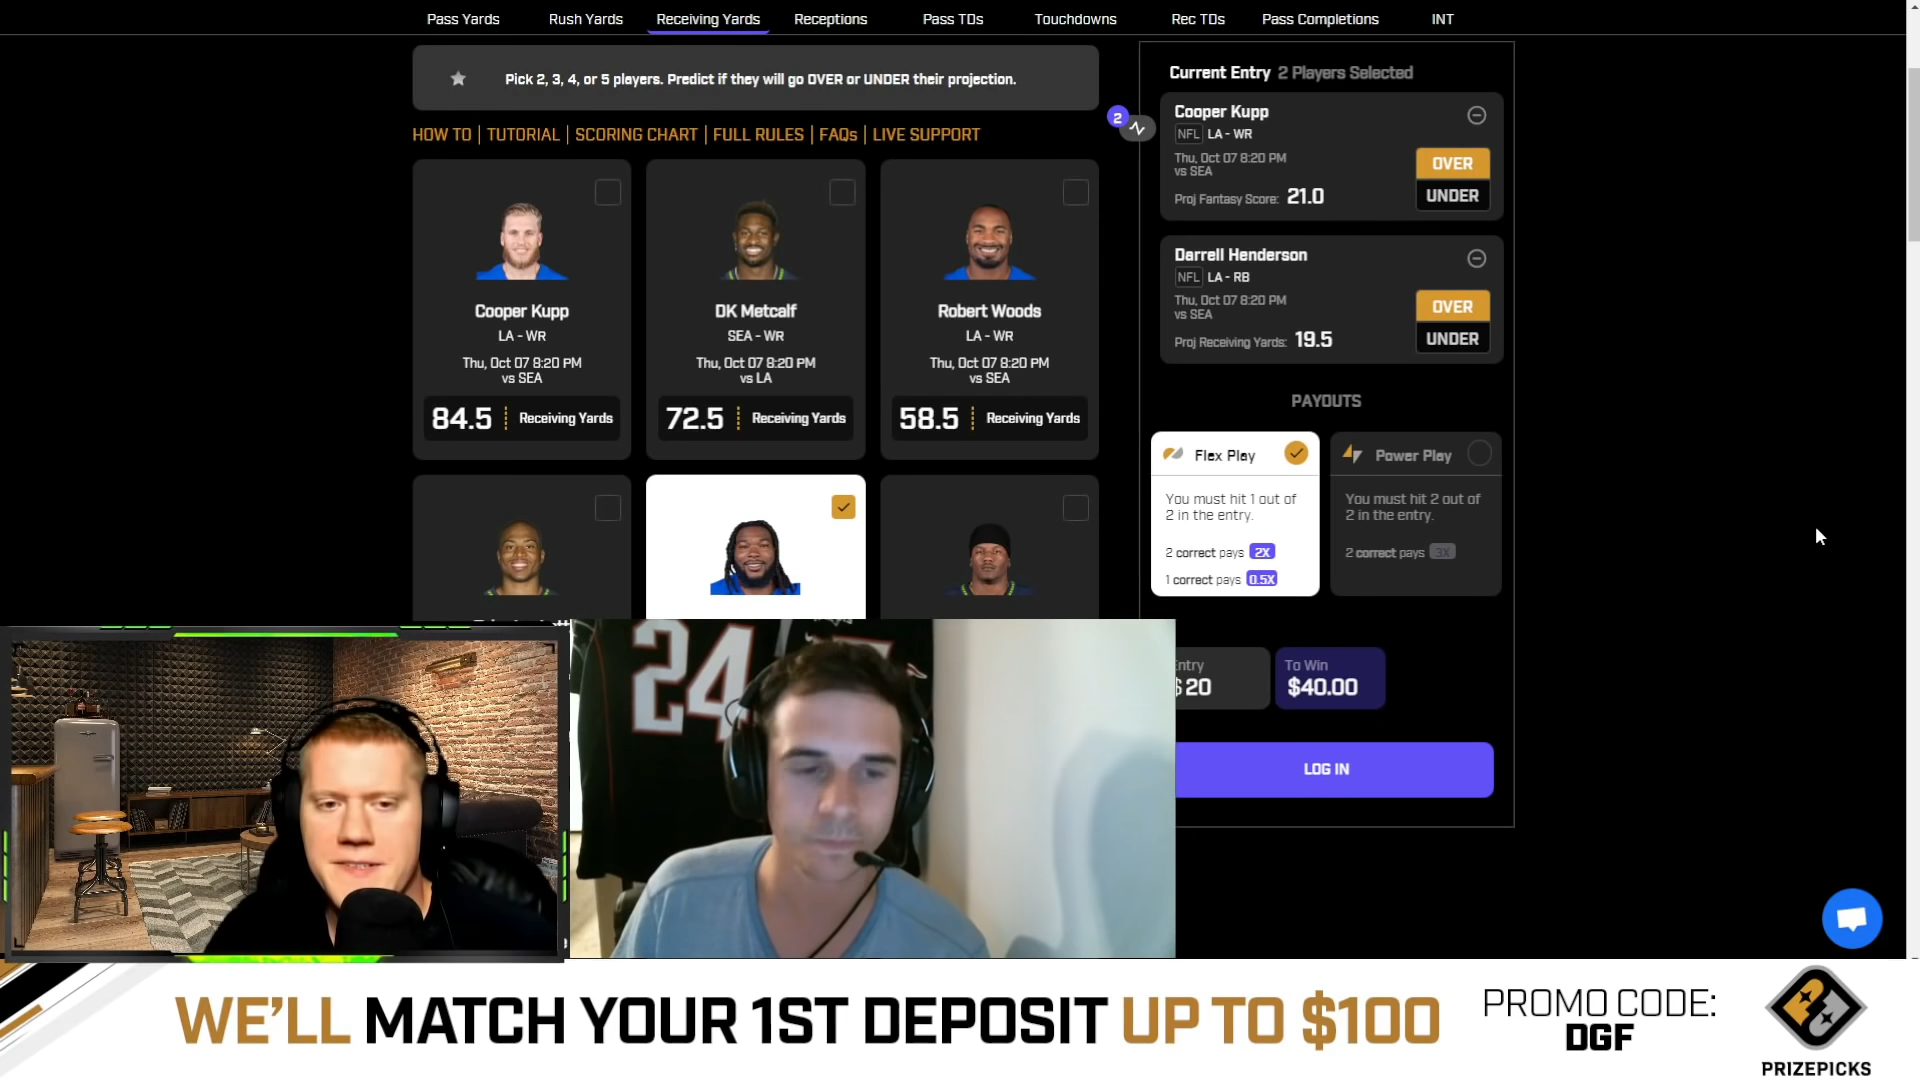 Pass Yards Rush Yards Receiving Yards Receptions Pass TDs Touchdowns Rec TDs Pass Completions INT
Pick 2, 3, 4, or 5 players. Predict if they will go OVER or UNDER their projection.
HOW TO | TUTORIAL | SCORING CHART | FULL RULES | FAQs | LIVE SUPPORT
Cooper Kupp
LA - WR
Thu, Oct 07 8:20 PM
vs SEA
84.5 Receiving Yards
DK Metcalf
SEA - WR
Thu, Oct 07 8:20 PM
vs LA
72.5 Receiving Yards
Robert Woods
LA - WR
Thu, Oct 07 8:20 PM
vs SEA
58.5 Receiving Yards
2
Current Entry 2 Players Selected
Cooper Kupp
NFL LA - WR
Thu, Oct 07 8:20 PM
vs SEA
Proj Fantasy Score: 21.0
OVER
UNDER
Darrell Henderson
NFL LA - RB
Thu, Oct 07 8:20 PM
vs SEA
Proj Receiving Yards: 19.5
OVER
UNDER
PAYOUTS
Flex Play
You must hit 1 out of
2 in the entry.
2 correct pays 2X
1 correct pays 0.5X
Power Play
You must hit 2 out of
2 in the entry.
2 correct pays 3X
Entry
$20
To Win
$40.00
LOG IN
24
WE'LL MATCH YOUR 1ST DEPOSIT UP TO $100
PROMO CODE:
DGF
PRIZEPICKS